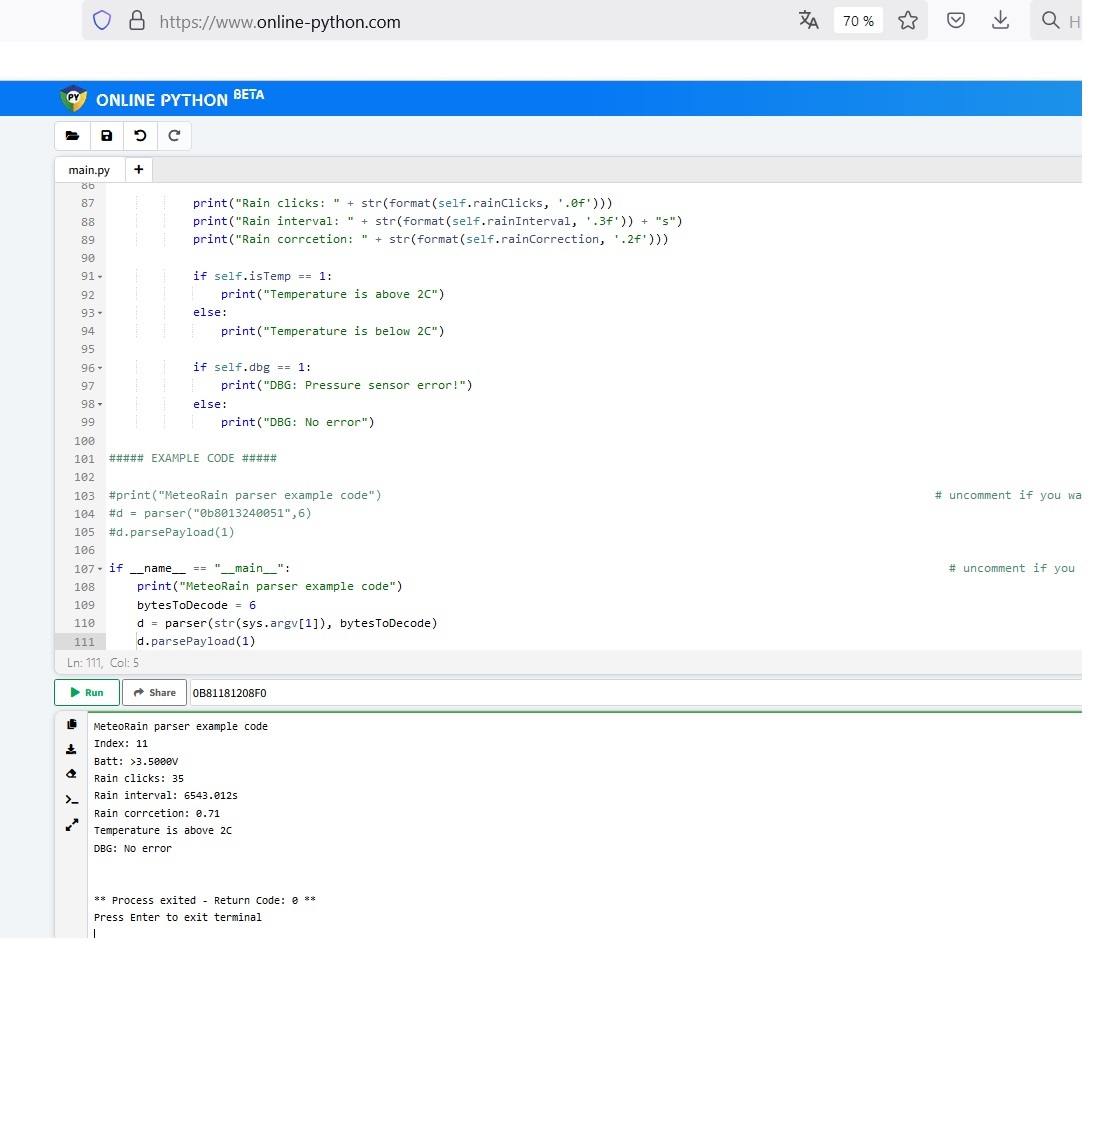 https://www.online-python.com 70 % H
PY ONLINE PYTHON BETA
main.py +
86
87 print("Rain clicks: " + str(format(self.rainClicks, '.0f')))
88 print("Rain interval: " + str(format(self.rainInterval, '.3f')) + "s")
89 print("Rain corrcetion: " + str(format(self.rainCorrection, '.2f')))
90
91 if self.isTemp == 1:
92 print("Temperature is above 2C")
93 else:
94 print("Temperature is below 2C")
95
96 if self.dbg == 1:
97 print("DBG: Pressure sensor error!")
98 else:
99 print("DBG: No error")
100
101 ##### EXAMPLE CODE #####
102
103 #print("MeteoRain parser example code") # uncomment if you wa
104 #d = parser("0b8013240051",6)
105 #d.parsePayload(1)
106
107 if __name__ == "__main__": # uncomment if you
108 print("MeteoRain parser example code")
109 bytesToDecode = 6
110 d = parser(str(sys.argv[1]), bytesToDecode)
111 d.parsePayload(1)
Ln: 111, Col: 5
Run Share 0B81181208F0
MeteoRain parser example code
Index: 11
Batt: >3.5000V
Rain clicks: 35
Rain interval: 6543.012s
Rain corrcetion: 0.71
Temperature is above 2C
DBG: No error
** Process exited - Return Code: 0 **
Press Enter to exit terminal